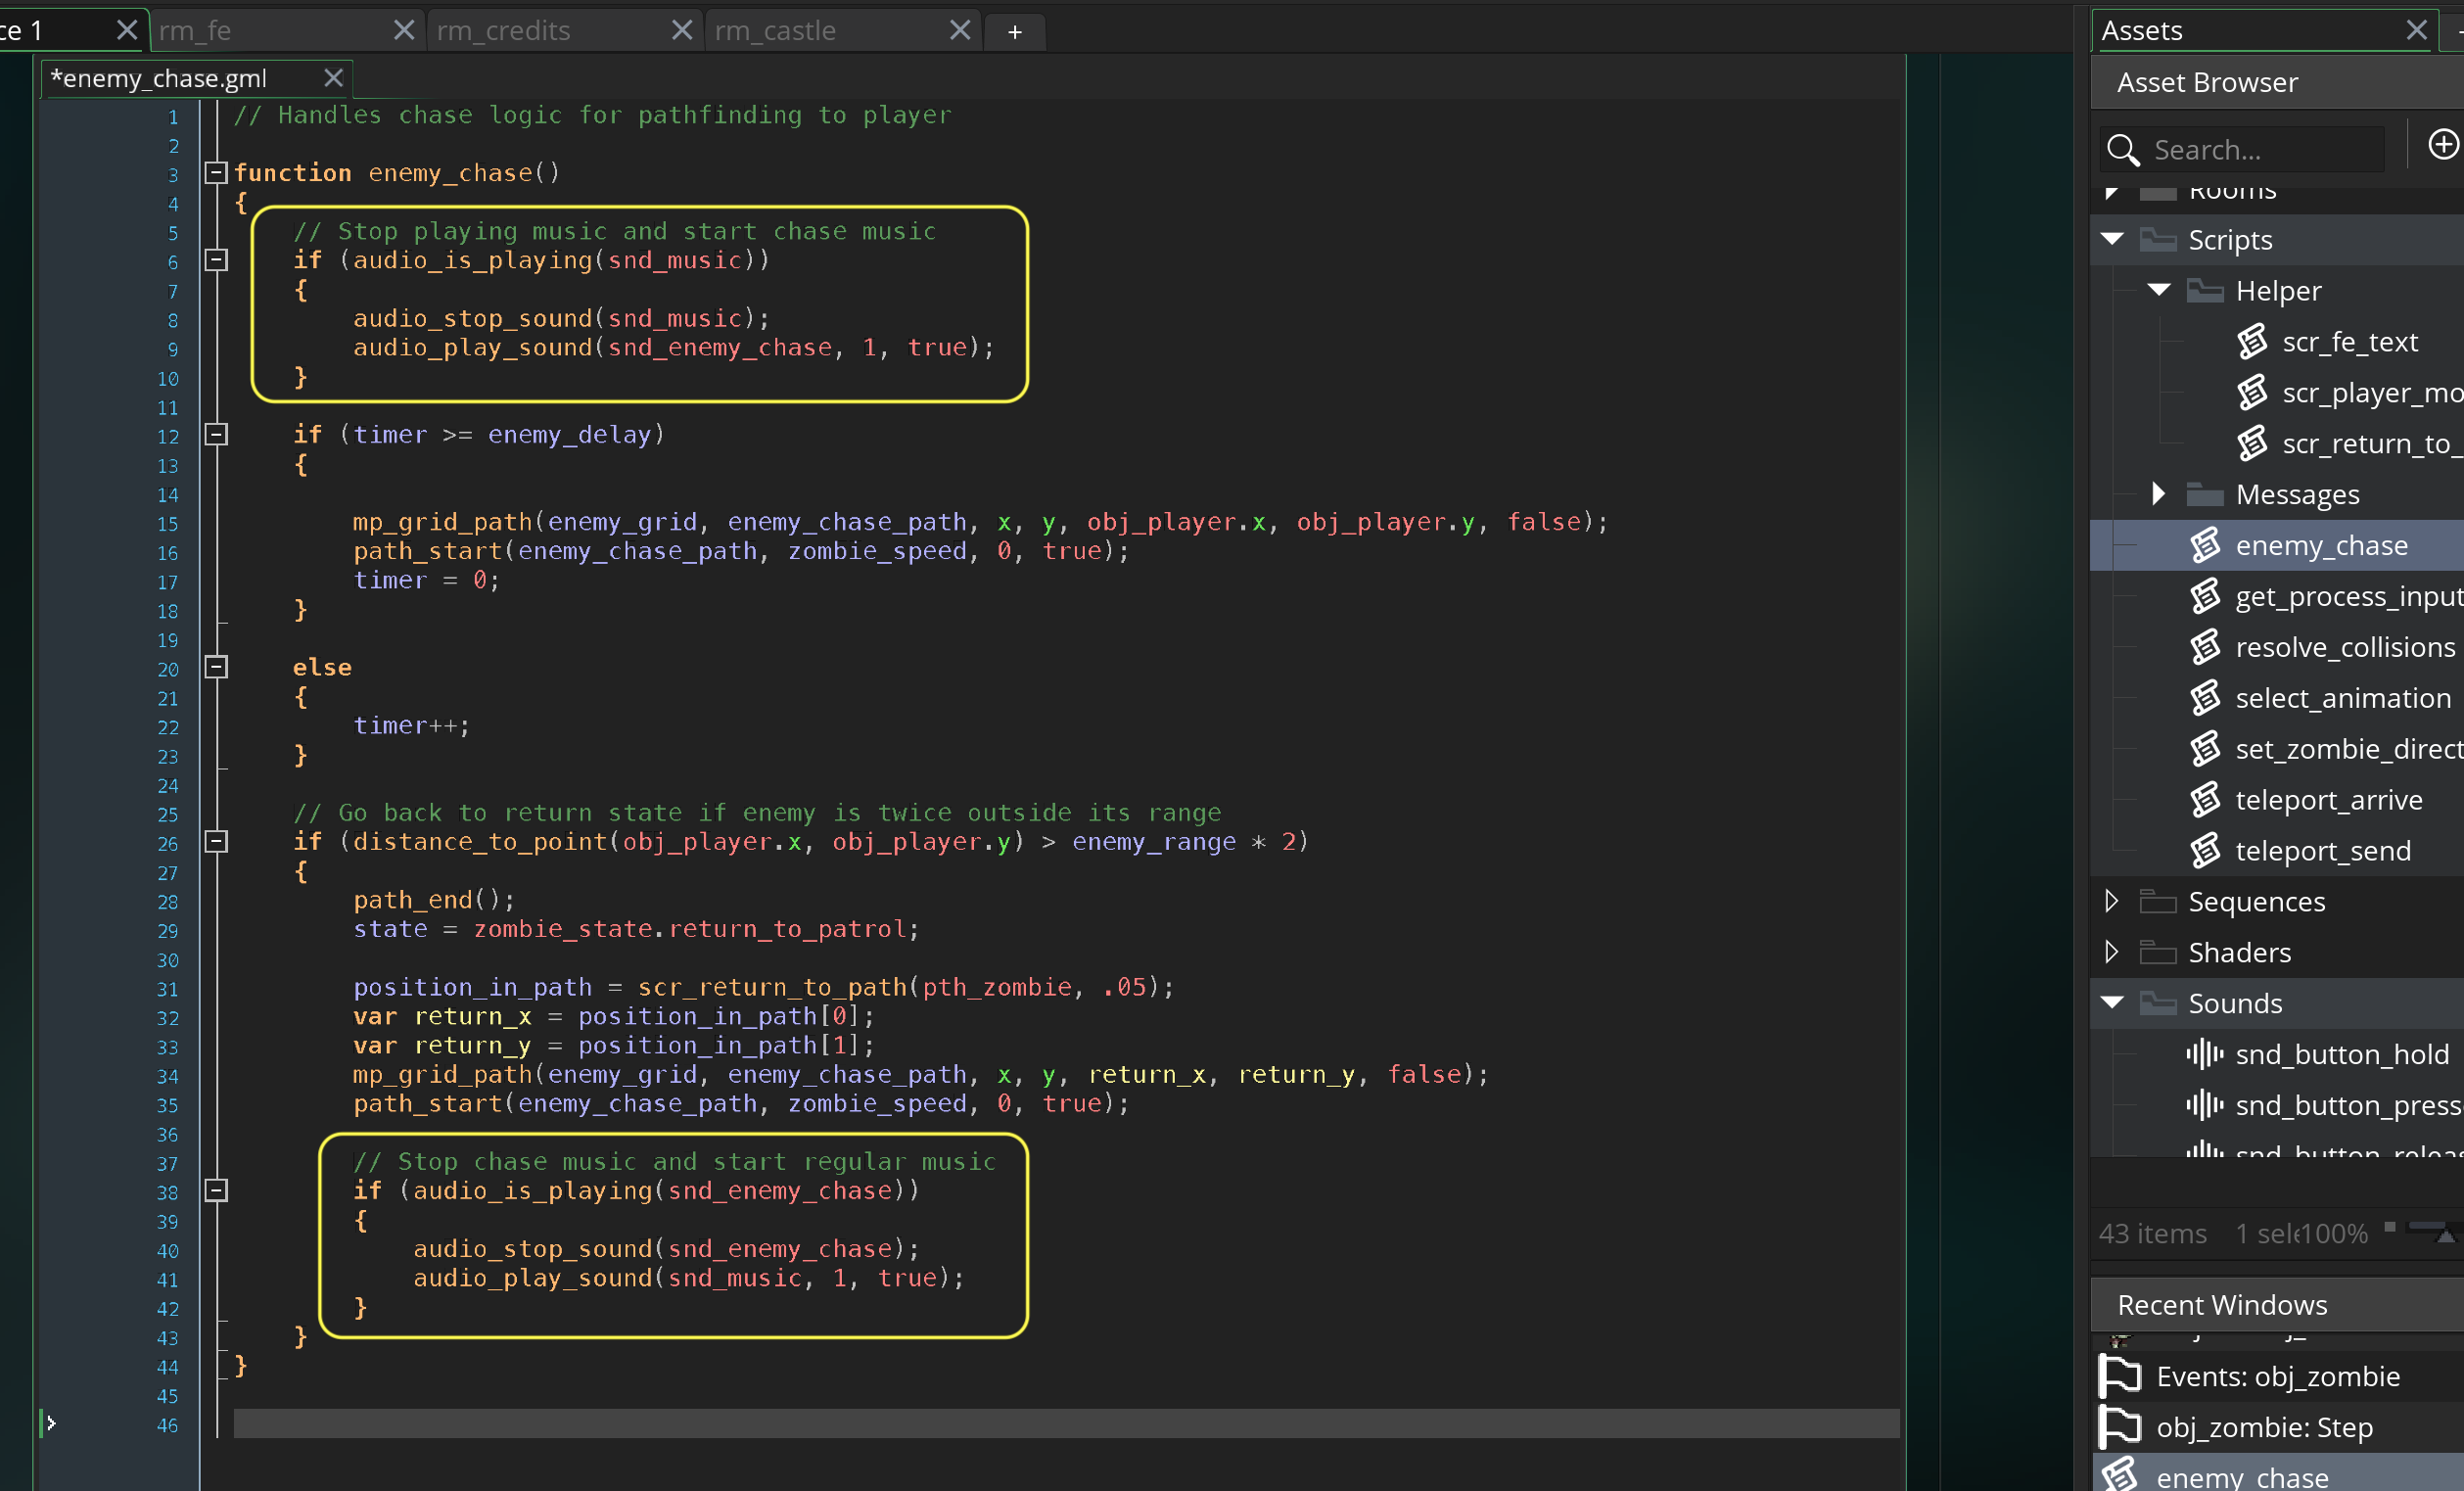 ce 1
rm_fe
rm_credits
rm_castle
+
*enemy_chase.gml
1 // Handles chase logic for pathfinding to player
2
3 function enemy_chase()
4 {
5 // Stop playing music and start chase music
6 if (audio_is_playing(snd_music))
7 {
8 audio_stop_sound(snd_music);
9 audio_play_sound(snd_enemy_chase, 1, true);
10 }
11
12 if (timer >= enemy_delay)
13 {
14
15 mp_grid_path(enemy_grid, enemy_chase_path, x, y, obj_player.x, obj_player.y, false);
16 path_start(enemy_chase_path, zombie_speed, 0, true);
17 timer = 0;
18 }
19
20 else
21 {
22 timer++;
23 }
24
25 // Go back to return state if enemy is twice outside its range
26 if (distance_to_point(obj_player.x, obj_player.y) > enemy_range * 2)
27 {
28 path_end();
29 state = zombie_state.return_to_patrol;
30
31 position_in_path = scr_return_to_path(pth_zombie, .05);
32 var return_x = position_in_path[0];
33 var return_y = position_in_path[1];
34 mp_grid_path(enemy_grid, enemy_chase_path, x, y, return_x, return_y, false);
35 path_start(enemy_chase_path, zombie_speed, 0, true);
36
37 // Stop chase music and start regular music
38 if (audio_is_playing(snd_enemy_chase))
39 {
40 audio_stop_sound(snd_enemy_chase);
41 audio_play_sound(snd_music, 1, true);
42 }
43 }
44 }
45
46
Assets
Asset Browser
Search...
Rooms
Scripts
Helper
scr_fe_text
scr_player_mo
scr_return_to_
Messages
enemy_chase
get_process_input
resolve_collisions
select_animation
set_zombie_direct
teleport_arrive
teleport_send
Sequences
Shaders
Sounds
snd_button_hold
snd_button_press
snd_button_relea
43 items 1 sele 100%
Recent Windows
Events: obj_zombie
obj_zombie: Step
enemy_chase